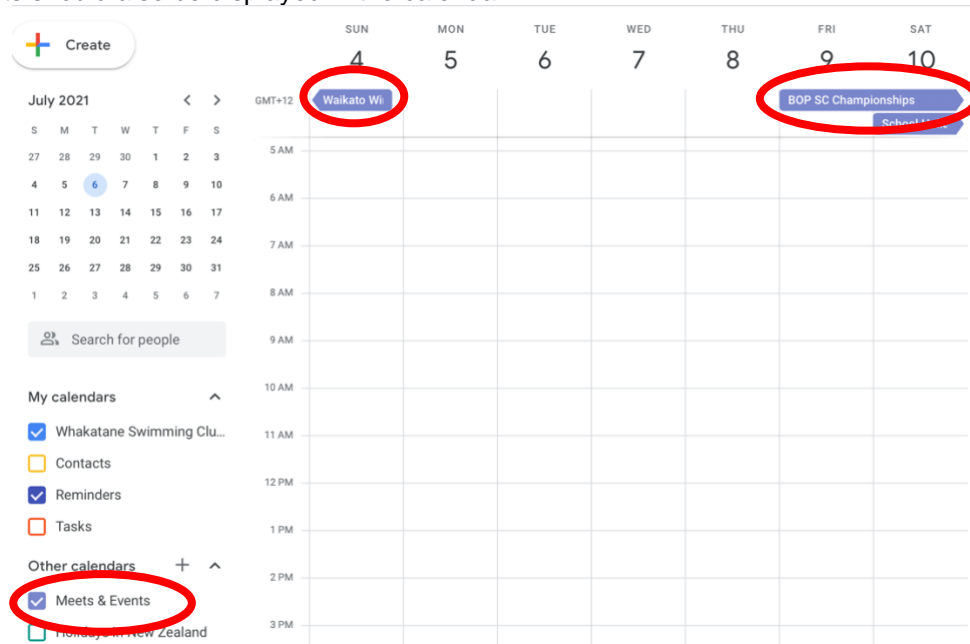 Create
SUN MON TUE WED THU FRI SAT
4 5 6 7 8 9 10
July 2021
GMT+12
Waikato Wi
BOP SC Championships
School
S M T W T F S
27 28 29 30 1 2 3
4 5 6 7 8 9 10
11 12 13 14 15 16 17
18 19 20 21 22 23 24
25 26 27 28 29 30 31
1 2 3 4 5 6 7
Search for people
My calendars
Whakatane Swimming Clu...
Contacts
Reminders
Tasks
Other calendars
Meets & Events
Holidays in New Zealand
5 AM
6 AM
7 AM
8 AM
9 AM
10 AM
11 AM
12 PM
1 PM
2 PM
3 PM